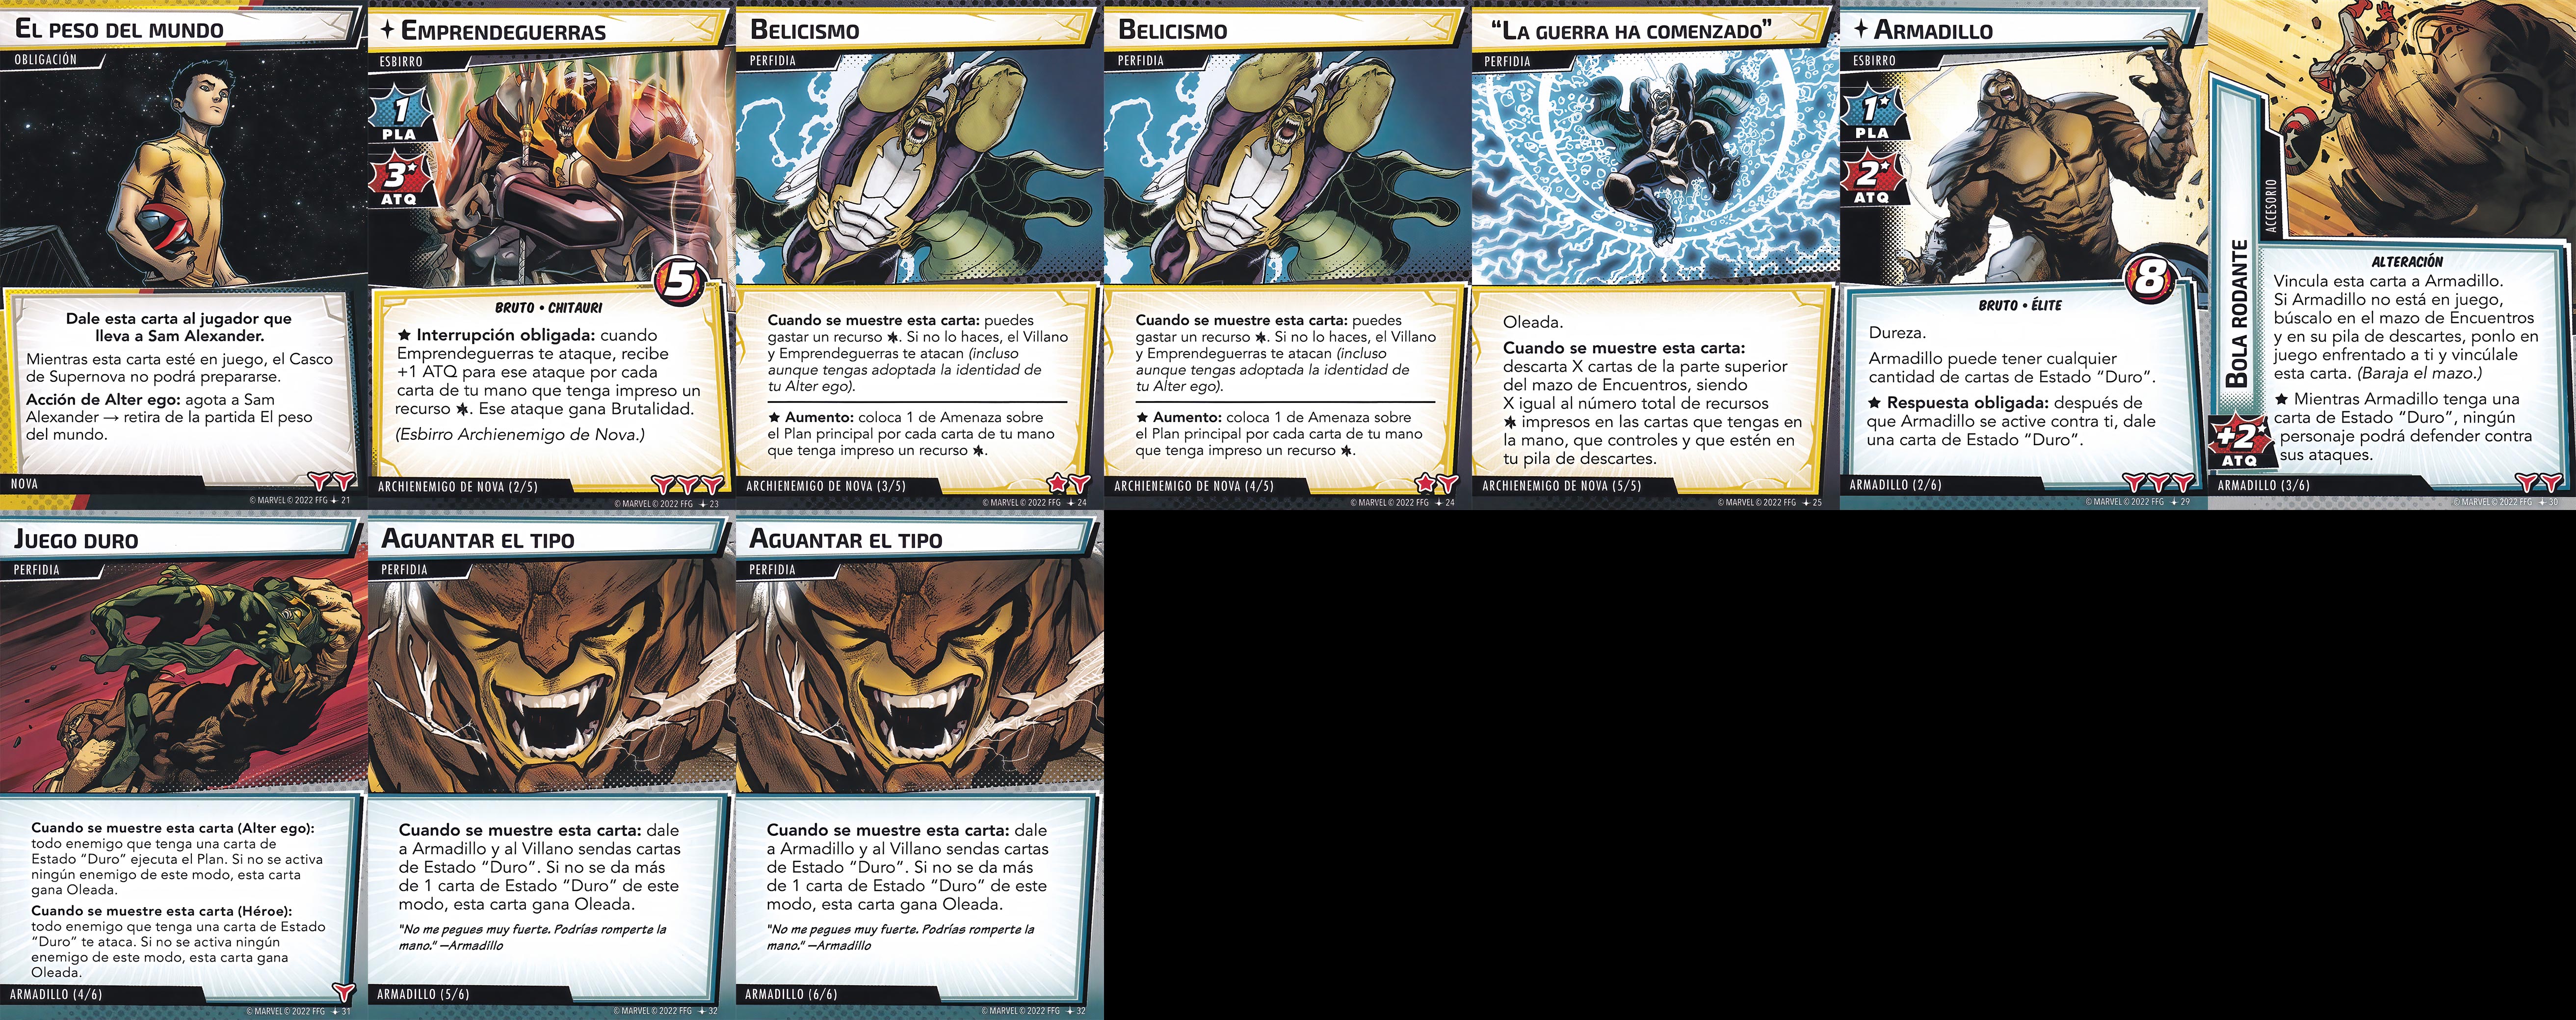 EL PESO DEL MUNDO
OBLIGACIÓN
Dale esta carta al jugador que
lleva a Sam Alexander.
Mientras esta carta esté en juego, el Casco
de Supernova no podrá prepararse.
Acción de Alter ego: agota a Sam
Alexander → retira de la partida El peso
del mundo.
NOVA
© MARVEL © 2022 FFG 21
EMPRENDEGUERRAS
ESBIRRO
1
PLA
3
ATQ
5
BRUTO • CHITAURI
★ Interrupción obligada: cuando
Emprendeguerras te ataque, recibe
+1 ATQ para ese ataque por cada
carta de tu mano que tenga impreso un
recurso. Ese ataque gana Brutalidad.
(Esbirro Archienemigo de Nova.)
ARCHIENEMIGO DE NOVA (2/5)
© MARVEL © 2022 FFG 23
BELICISMO
PERFIDIA
Cuando se muestre esta carta: puedes
gastar un recurso. Si no lo haces, el Villano
y Emprendeguerras te atacan (incluso
aunque tengas adoptada la identidad de
tu Alter ego).
★ Aumento: coloca 1 de Amenaza sobre
el Plan principal por cada carta de tu mano
que tenga impreso un recurso.
ARCHIENEMIGO DE NOVA (3/5)
© MARVEL © 2022 FFG 24
BELICISMO
PERFIDIA
Cuando se muestre esta carta: puedes
gastar un recurso. Si no lo haces, el Villano
y Emprendeguerras te atacan (incluso
aunque tengas adoptada la identidad de
tu Alter ego).
★ Aumento: coloca 1 de Amenaza sobre
el Plan principal por cada carta de tu mano
que tenga impreso un recurso.
ARCHIENEMIGO DE NOVA (4/5)
© MARVEL © 2022 FFG 24
“LA GUERRA HA COMENZADO”
PERFIDIA
Oleada.
Cuando se muestre esta carta:
descarta X cartas de la parte superior
del mazo de Encuentros, siendo
X igual al número total de recursos
impresos en las cartas que tengas en
la mano, que controles y que estén en
tu pila de descartes.
ARCHIENEMIGO DE NOVA (5/5)
© MARVEL © 2022 FFG 25
ARMADILLO
ESBIRRO
1
PLA
2
ATQ
8
BRUTO • ÉLITE
Dureza.
Armadillo puede tener cualquier
cantidad de cartas de Estado “Duro”.
★ Respuesta obligada: después de
que Armadillo se active contra ti, dale
una carta de Estado “Duro”.
ARMADILLO (2/6)
© MARVEL © 2022 FFG 29
BOLA RODANTE
ACCESORIO
ALTERACIÓN
Vincula esta carta a Armadillo.
Si Armadillo no está en juego,
búscalo en el mazo de Encuentros
y en su pila de descartes, ponlo en
juego enfrentado a ti y vincúlale
esta carta. (Baraja el mazo.)
★ Mientras Armadillo tenga una
carta de Estado “Duro”, ningún
personaje podrá defender contra
sus ataques.
+2
ATQ
ARMADILLO (3/6)
© MARVEL © 2022 FFG 30
JUEGO DURO
PERFIDIA
Cuando se muestre esta carta (Alter ego):
todo enemigo que tenga una carta de
Estado “Duro” ejecuta el Plan. Si no se activa
ningún enemigo de este modo, esta carta
gana Oleada.
Cuando se muestre esta carta (Héroe):
todo enemigo que tenga una carta de Estado
“Duro” te ataca. Si no se activa ningún
enemigo de este modo, esta carta gana
Oleada.
ARMADILLO (4/6)
© MARVEL © 2022 FFG 31
AGUANTAR EL TIPO
PERFIDIA
Cuando se muestre esta carta: dale
a Armadillo y al Villano sendas cartas
de Estado “Duro”. Si no se da más
de 1 carta de Estado “Duro” de este
modo, esta carta gana Oleada.
"No me pegues muy fuerte. Podrías romperte la
mano." —Armadillo
ARMADILLO (5/6)
© MARVEL © 2022 FFG 32
AGUANTAR EL TIPO
PERFIDIA
Cuando se muestre esta carta: dale
a Armadillo y al Villano sendas cartas
de Estado “Duro”. Si no se da más
de 1 carta de Estado “Duro” de este
modo, esta carta gana Oleada.
"No me pegues muy fuerte. Podrías romperte la
mano." —Armadillo
ARMADILLO (6/6)
© MARVEL © 2022 FFG 32